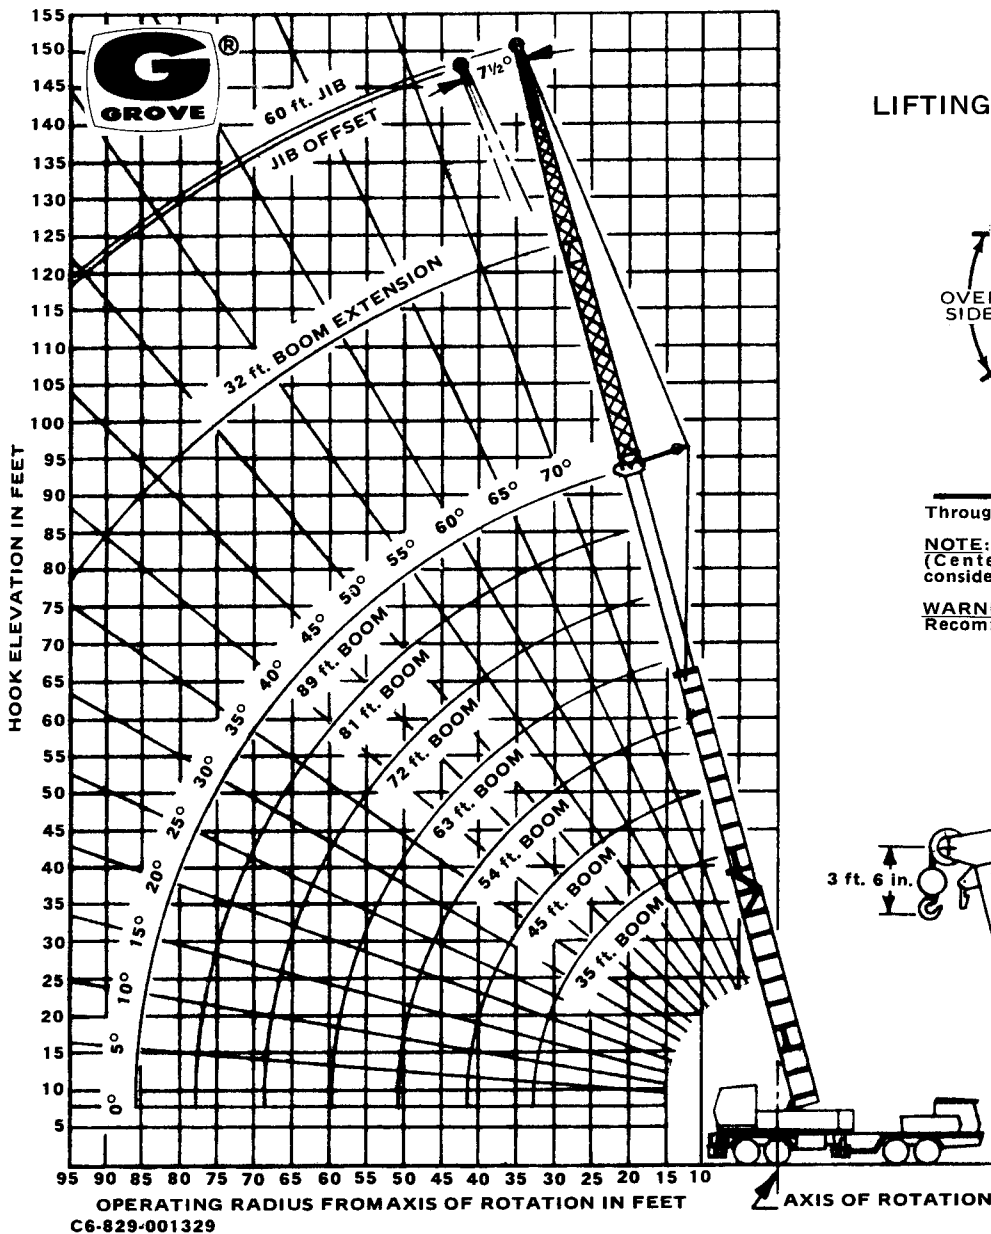 155
150
145
140
135
130
125
120
115
110
105
100
95
90
85
80
75
70
65
60
55
50
45
40
35
30
25
20
15
10
5
HOOK ELEVATION IN FEET
G ®
GROVE
60 ft. JIB
JIB OFFSET
7½°
32 ft. BOOM EXTENSION
70°
65°
60°
55°
50°
45°
40°
35°
30°
25°
20°
15°
10°
5°
0°
89 ft. BOOM
81 ft. BOOM
72 ft. BOOM
63 ft. BOOM
54 ft. BOOM
45 ft. BOOM
35 ft. BOOM
95 90 85 80 75 70 65 60 55 50 45 40 35 30 25 20 15 10
OPERATING RADIUS FROM AXIS OF ROTATION IN FEET
AXIS OF ROTATION
C6-829-001329
LIFTING
OVE
SIDE
Throug
NOTE:
(Cente
conside
WARN
Recom
3 ft. 6 in.